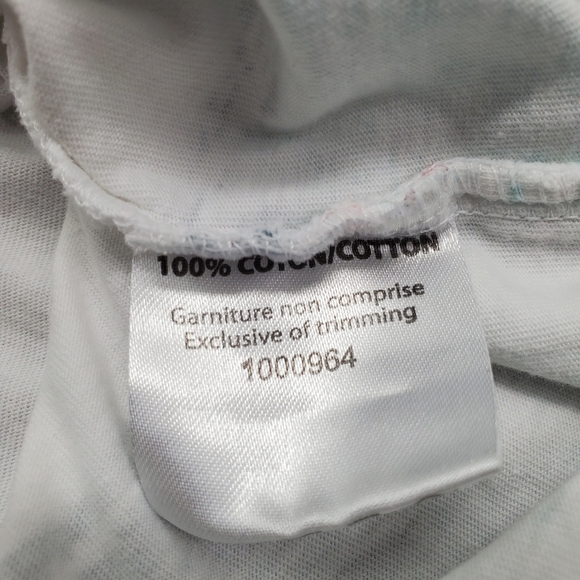 100% COTON/COTTON
Garniture non comprise
Exclusive of trimming
1000964